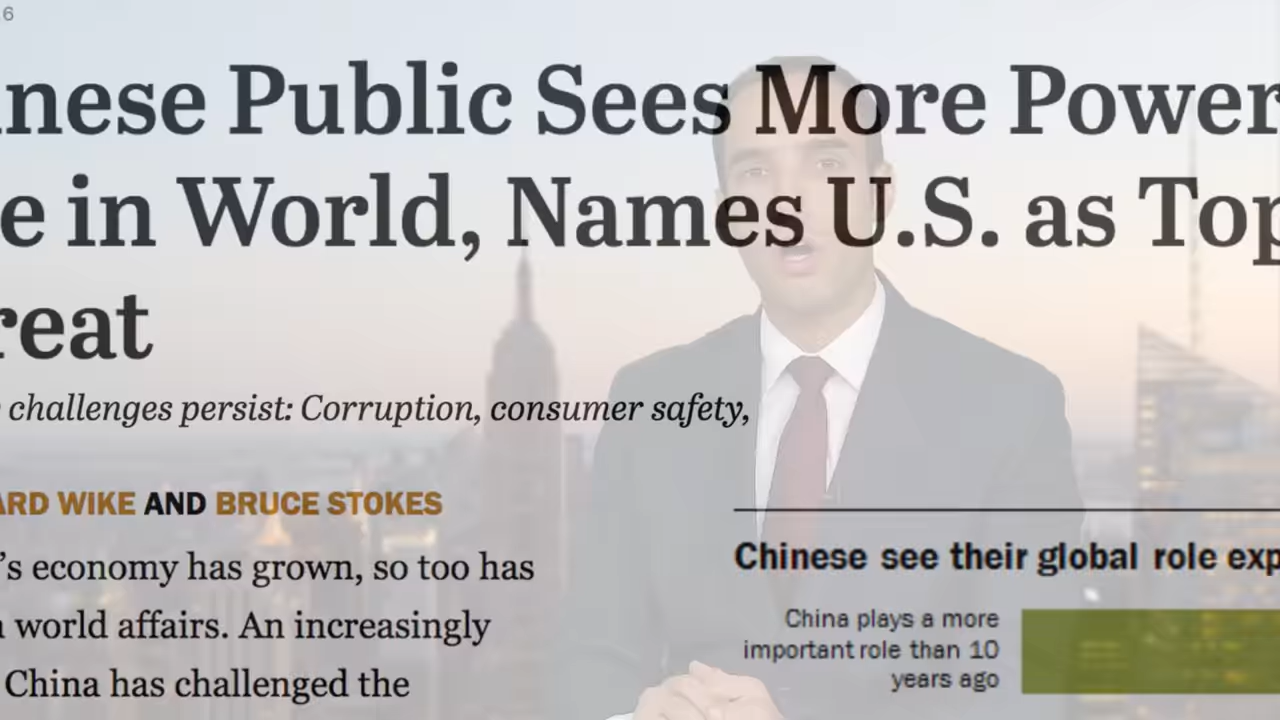 6
nese Public Sees More Power
e in World, Names U.S. as Top
reat
challenges persist: Corruption, consumer safety,
ARD WIKE AND BRUCE STOKES
's economy has grown, so too has
world affairs. An increasingly
China has challenged the
Chinese see their global role exp
China plays a more
important role than 10
years ago